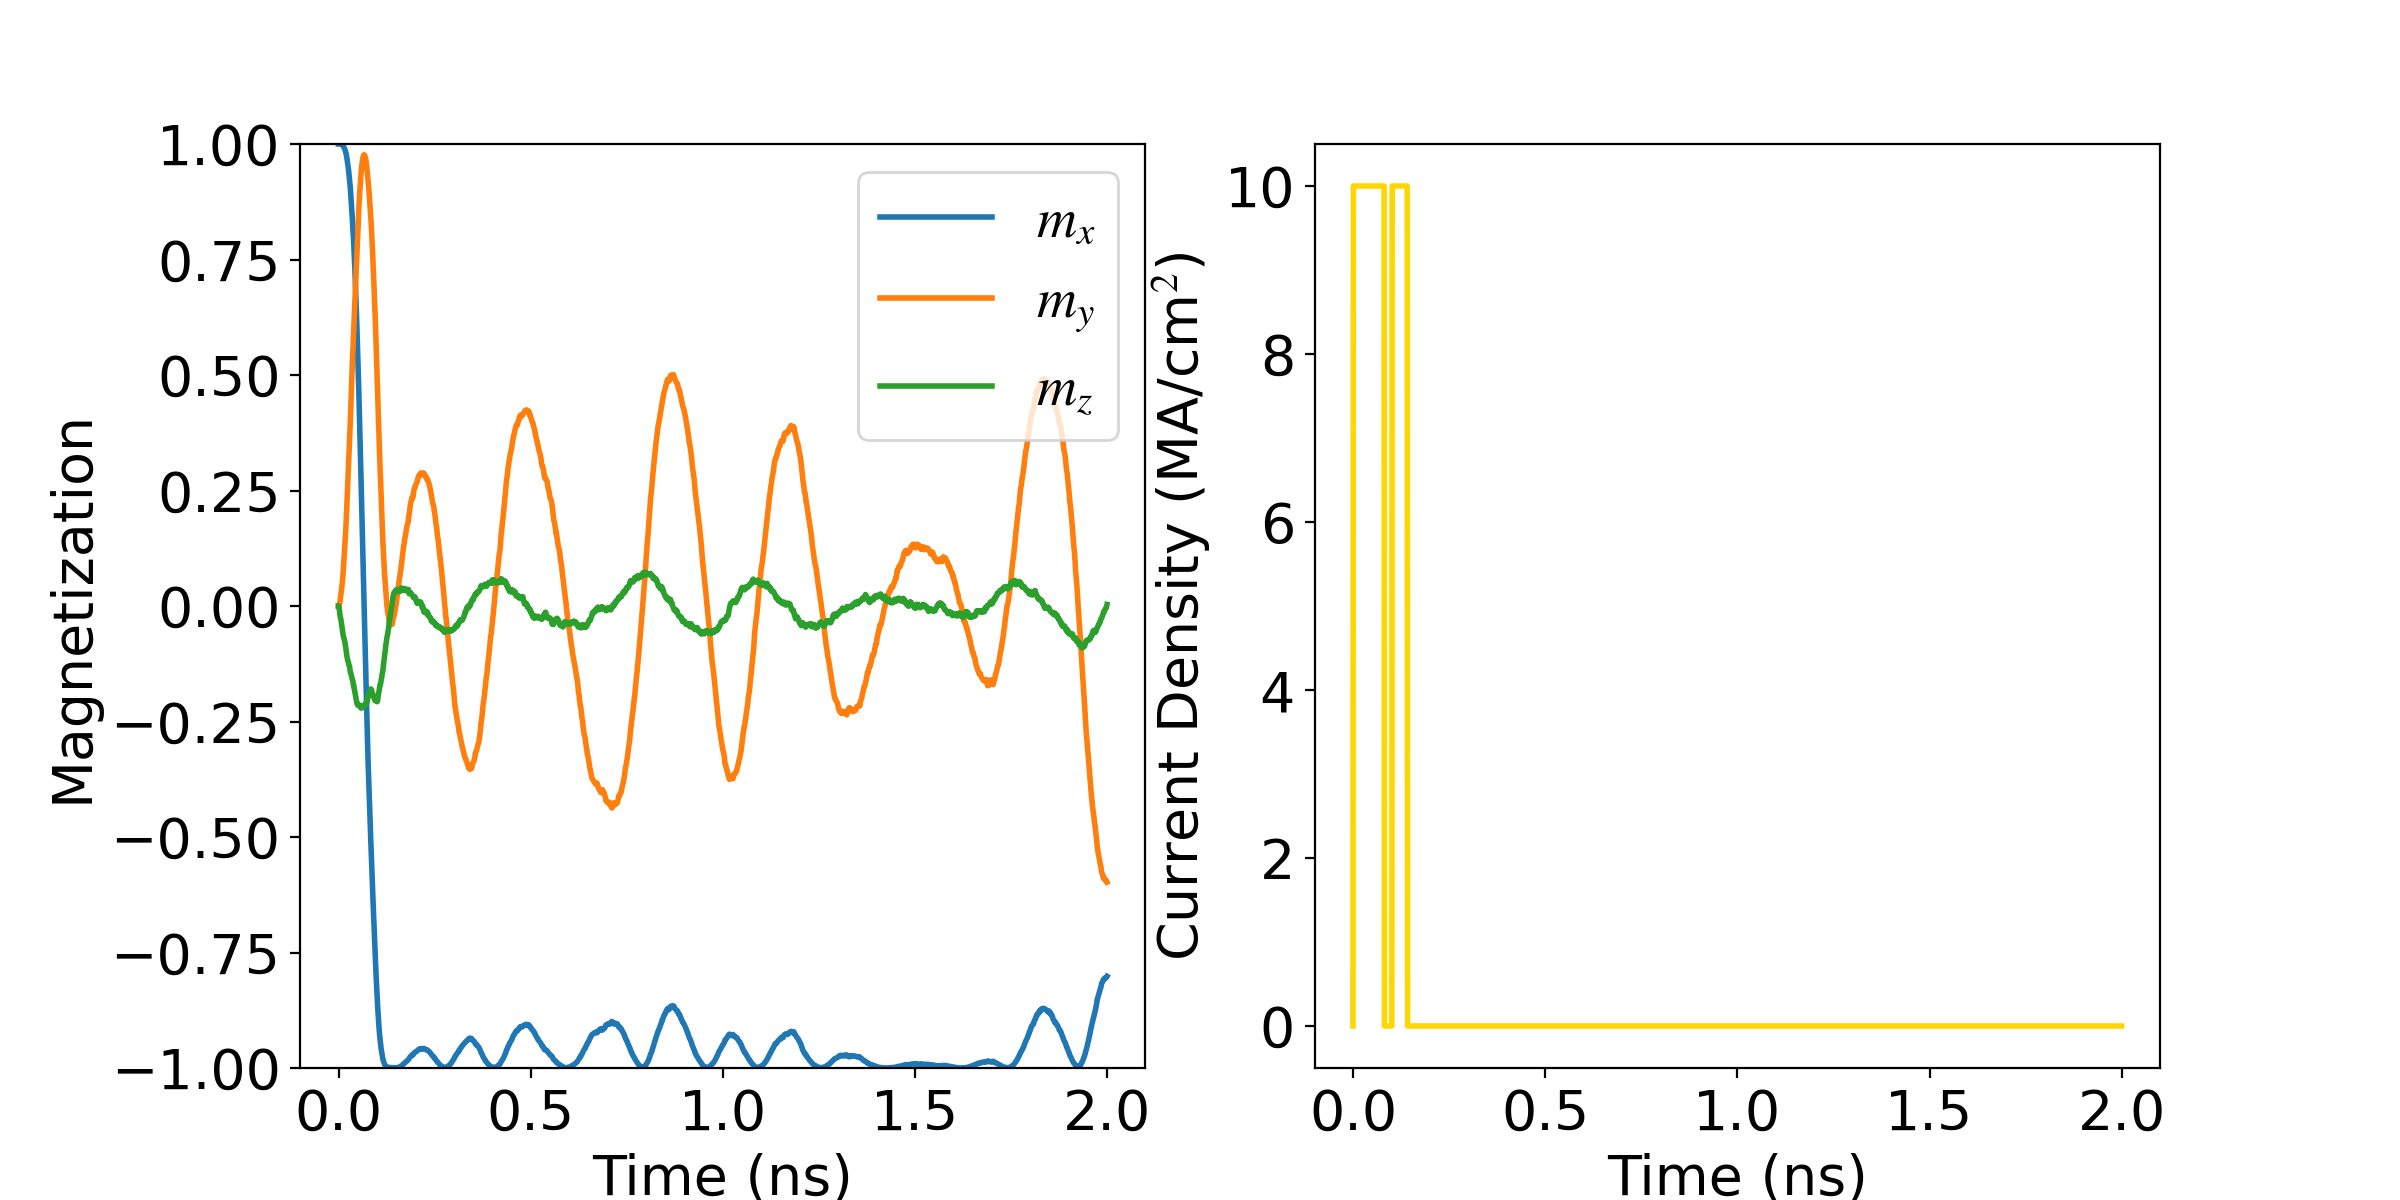 Magnetization
1.00
0.75
0.50
0.25
0.00
−0.25
−0.50
−0.75
−1.00
0.0 0.5 1.0 1.5 2.0
Time (ns)
m_x
m_y
m_z
Current Density (MA/cm²)
10
8
6
4
2
0
0.0 0.5 1.0 1.5 2.0
Time (ns)